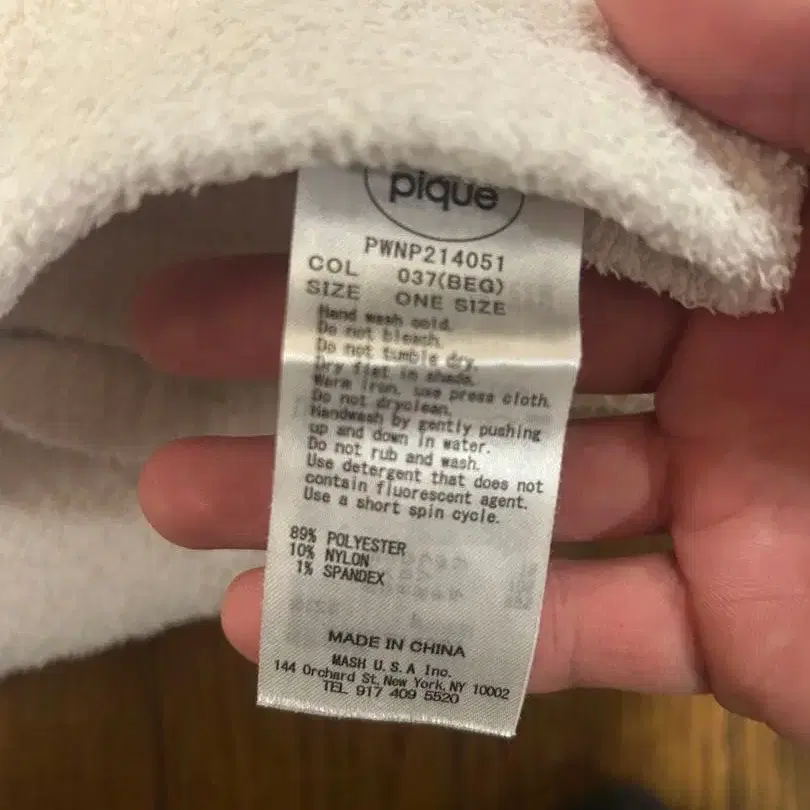 pique
PWNP214051
COL 037(BEG)
SIZE ONE SIZE
Hand wash cold.
Do not bleach.
Do not tumble dry.
Dry flat in shade.
Warm iron, use press cloth.
Do not dryclean.
Handwash by gently pushing
up and down in water.
Do not rub and wash.
Use detergent that does not
contain fluorescent agent.
Use a short spin cycle.
89% POLYESTER
10% NYLON
1% SPANDEX
MADE IN CHINA
MASH U.S.A Inc.
144 Orchard St, New York, NY 10002
TEL 917 409 5520